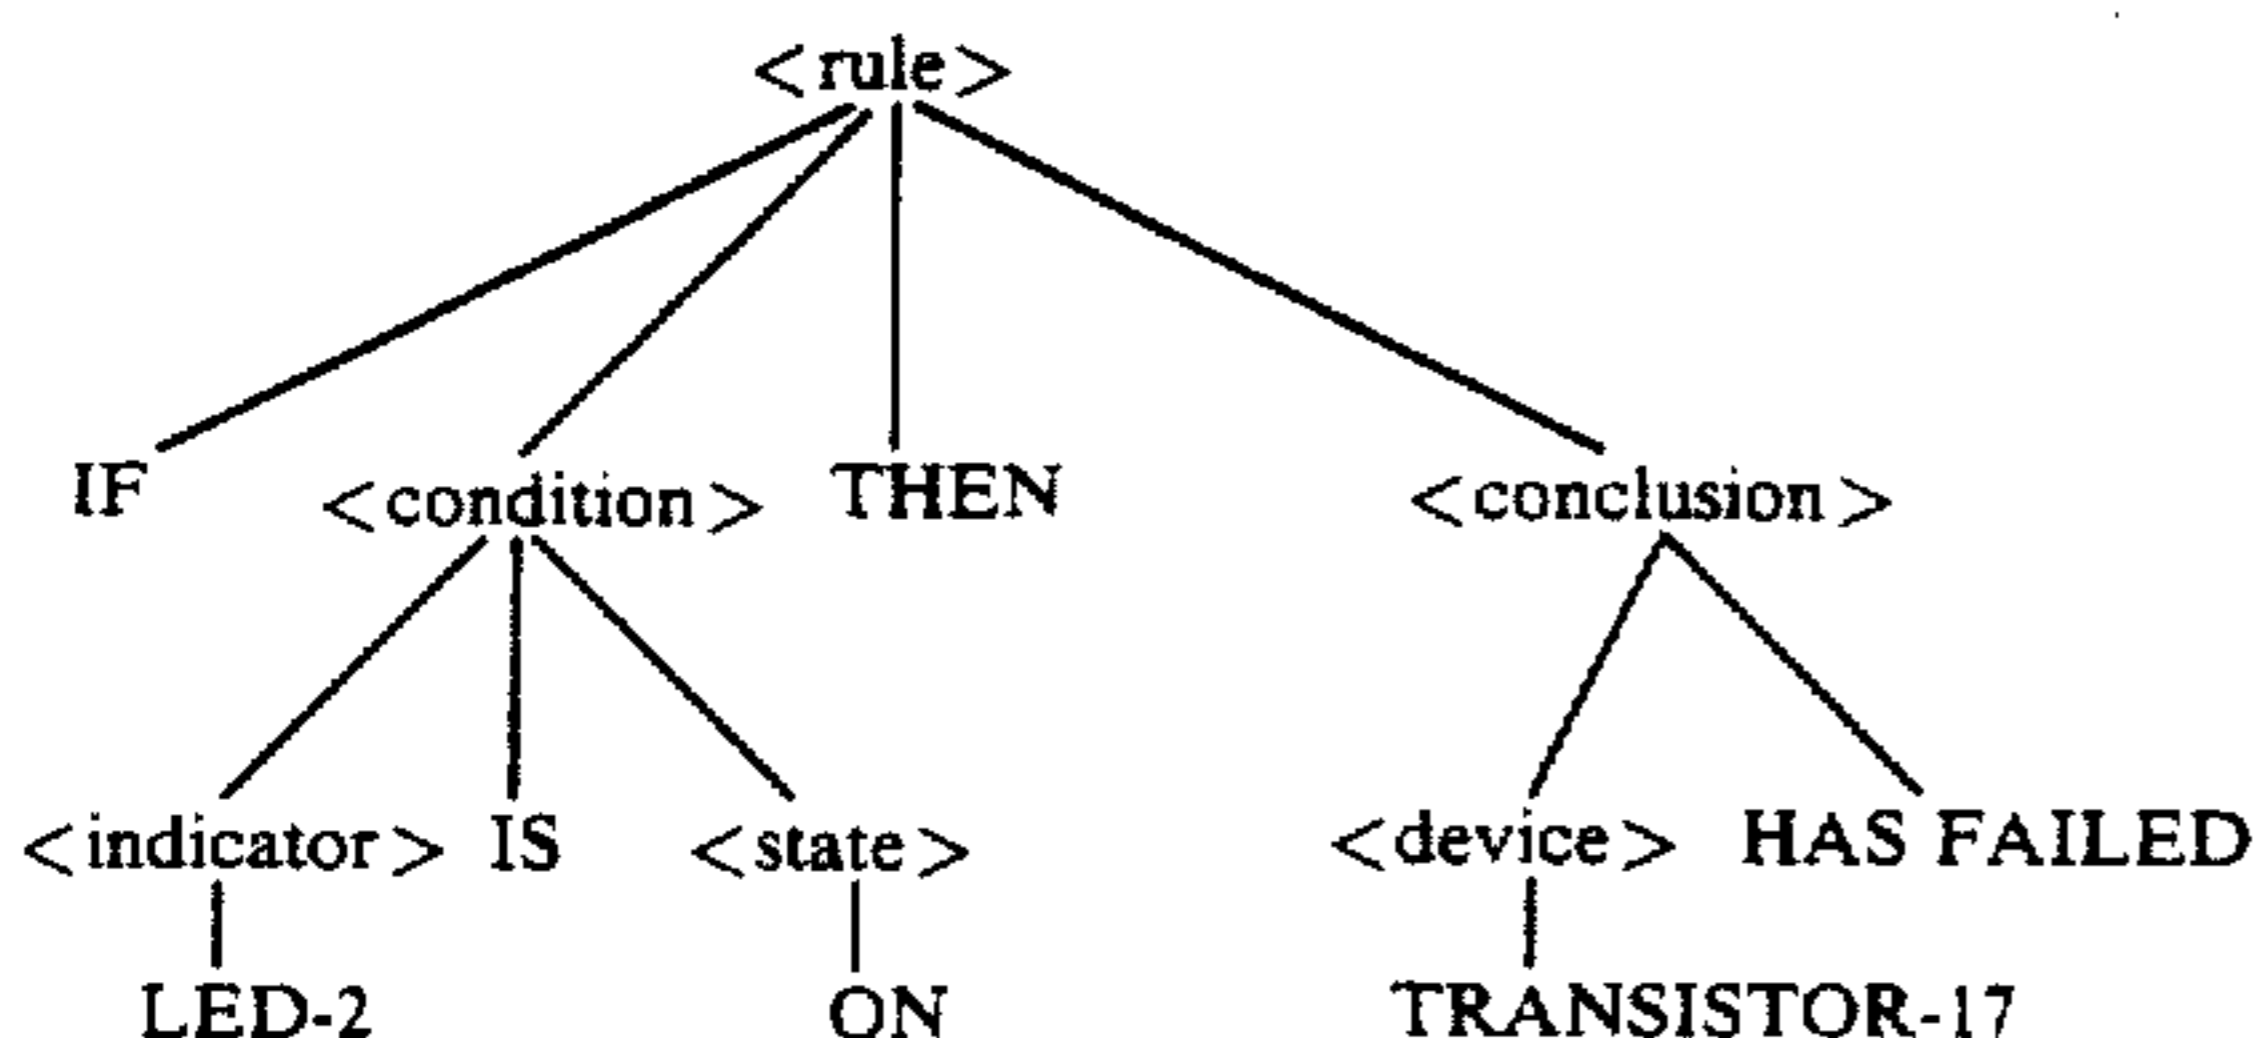 <rule>
IF <condition> THEN <conclusion>
<indicator> IS <state> <device> HAS FAILED
LED-2 ON TRANSISTOR-17